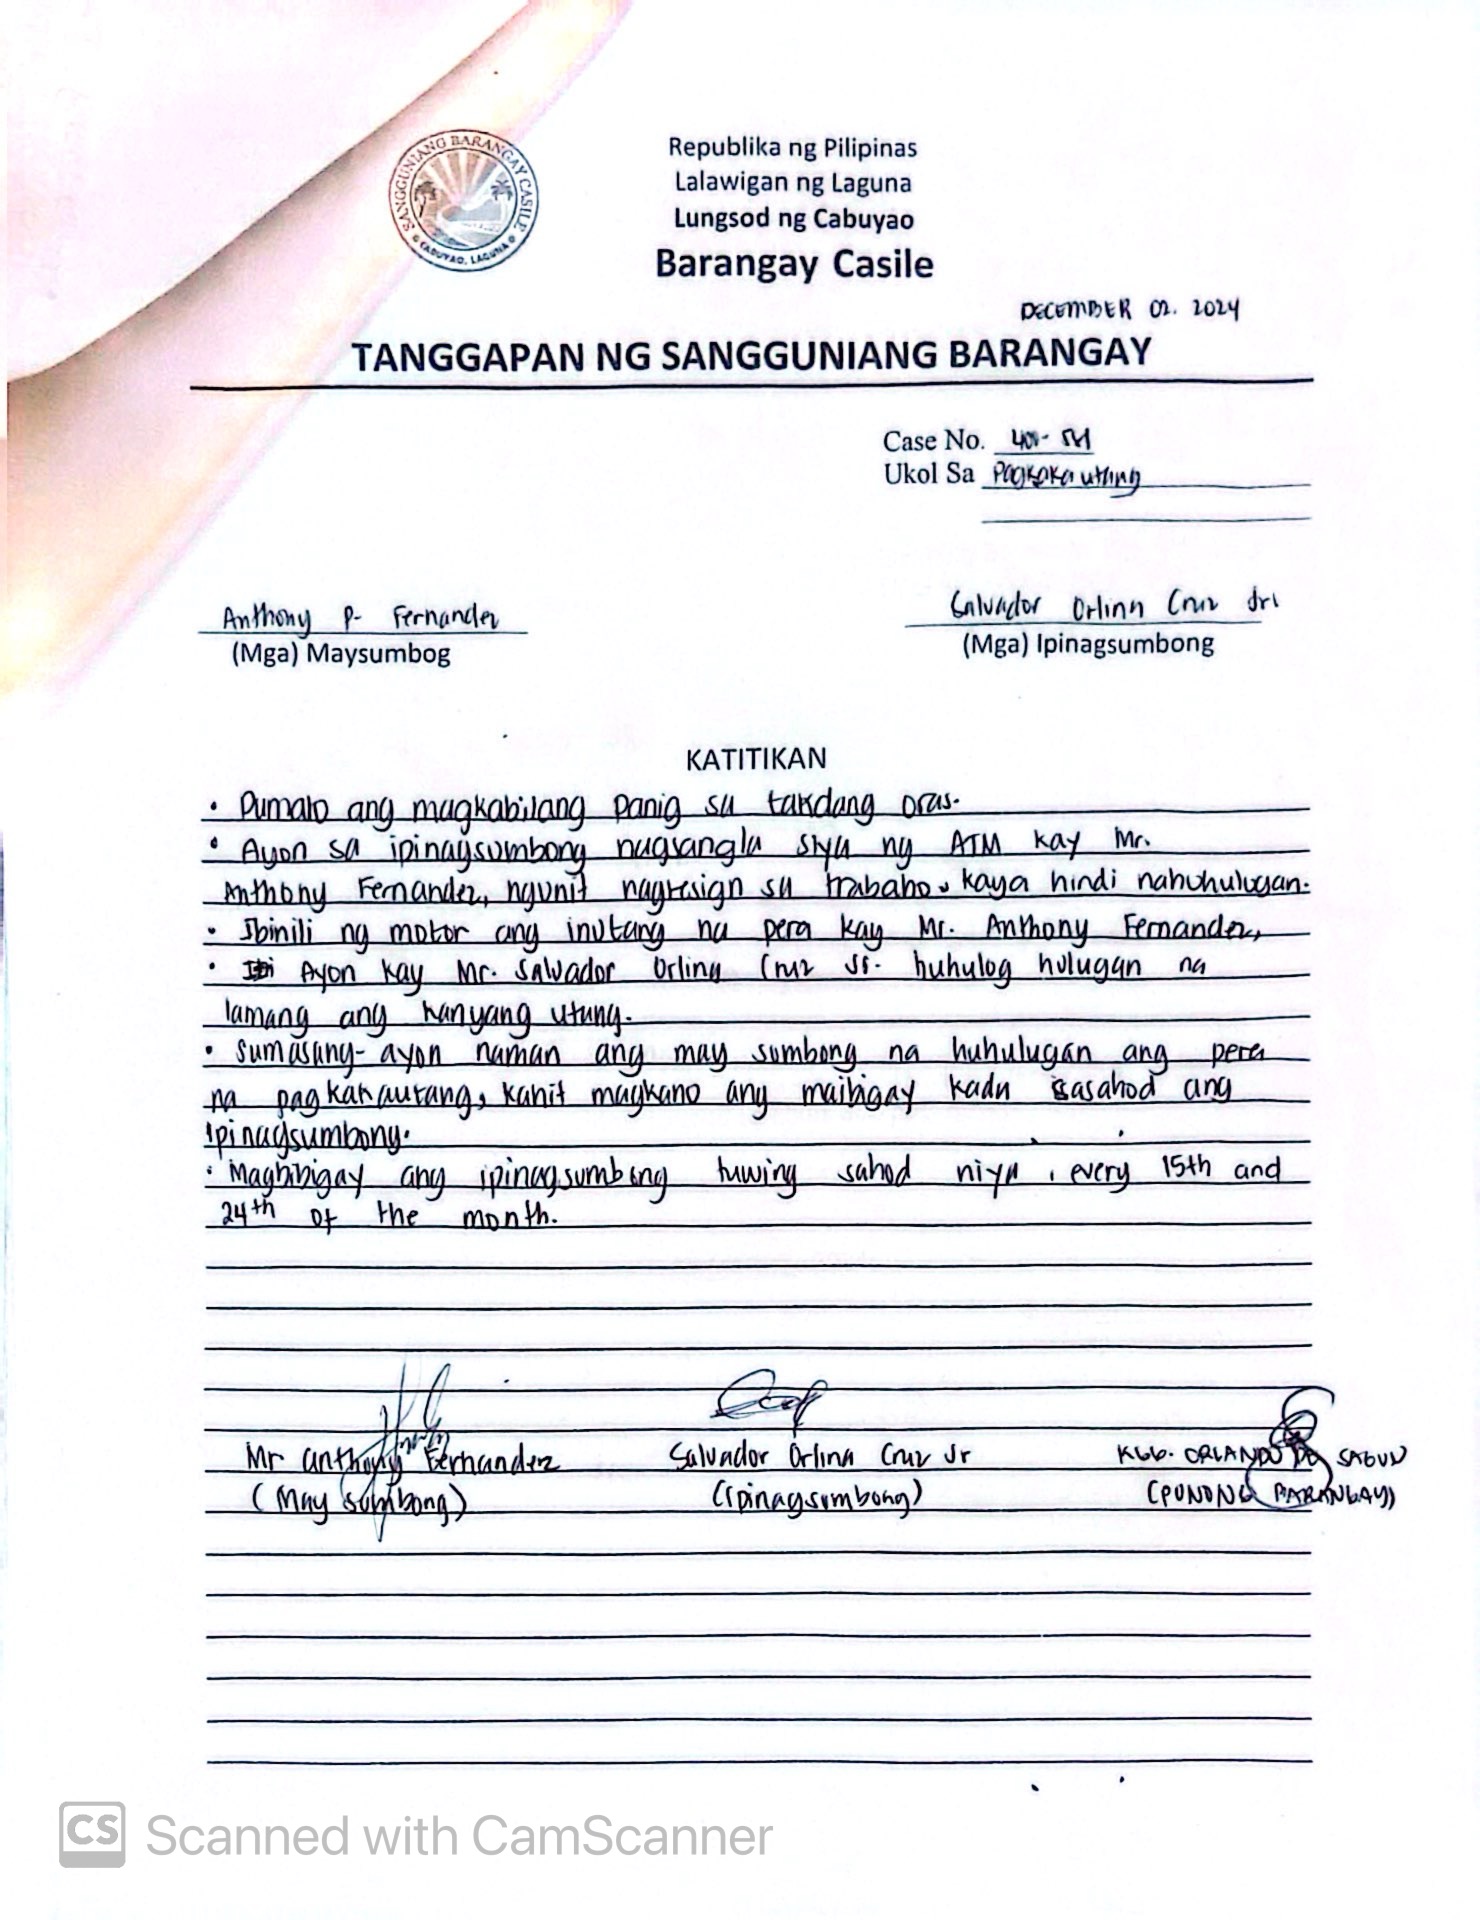 SANGGUNIANG BARANGAY CASILE
CABUYAO, LAGUNA
Republika ng Pilipinas
Lalawigan ng Laguna
Lungsod ng Cabuyao
Barangay Casile
DECEMBER 02. 2024
TANGGAPAN NG SANGGUNIANG BARANGAY
Case No.
Ukol Sa Pagkakautang
Anthony P. Fernandez
(Mga) Maysumbog
Salvador Orlina Cruz Jr.
(Mga) Ipinagsumbong
KATITIKAN
• Dumalo ang magkabilang panig sa takdang oras.
• Ayon sa ipinagsumbong nagsangla siya ng ATM kay Mr.
Anthony Fernandez, ngunit nagresign sa trabaho, kaya hindi nahuhulugan.
• Ibinili ng motor ang inutang na pera kay Mr. Anthony Fernandez,
• Ayon kay Mr. Salvador Orlina Cruz Jr. huhulog hulugan na
lamang ang kanyang utang.
• Sumasang-ayon naman ang may sumbong na huhulugan ang pera
na pagkakautang, kahit magkano ang maibigay kada sasahod ang
ipinagsumbong.
• Magbibigay ang ipinagsumbong tuwing sahod niya, every 15th and
24th of the month.
Mr Anthony Fernandez
(May sumbong)
Salvador Orlina Cruz Jr
(Ipinagsumbong)
KGG. ORLANDO SAGUN
(PUNONG BARANGAY)
CS Scanned with CamScanner